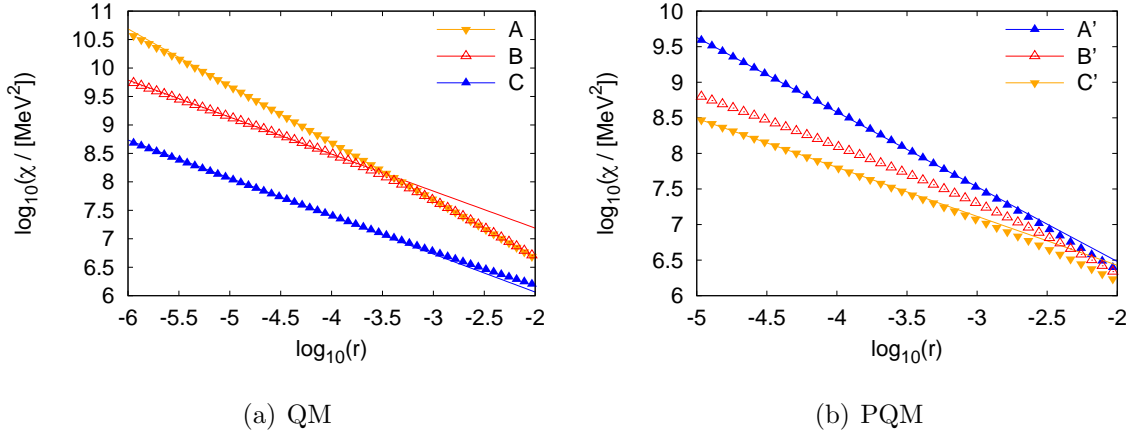 11
10.5
10
9.5
9
8.5
8
7.5
7
6.5
6
-6 -5.5 -5 -4.5 -4 -3.5 -3 -2.5 -2
log10(χ / [MeV2])
log10(r)
A
B
C
(a) QM
10
9.5
9
8.5
8
7.5
7
6.5
6
-5 -4.5 -4 -3.5 -3 -2.5 -2
log10(χ / [MeV2])
log10(r)
A'
B'
C'
(b) PQM